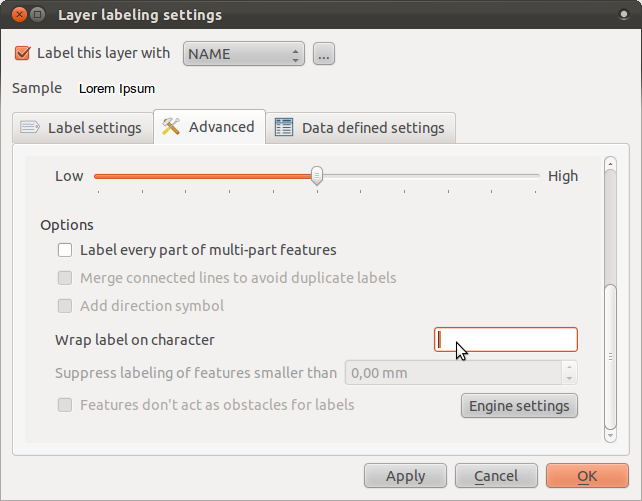 Layer labeling settings
Label this layer with NAME ...
Sample Lorem Ipsum
Label settings Advanced Data defined settings
Low High
Options
Label every part of multi-part features
Merge connected lines to avoid duplicate labels
Add direction symbol
Wrap label on character
Suppress labeling of features smaller than 0,00 mm
Features don't act as obstacles for labels Engine settings
Apply Cancel OK